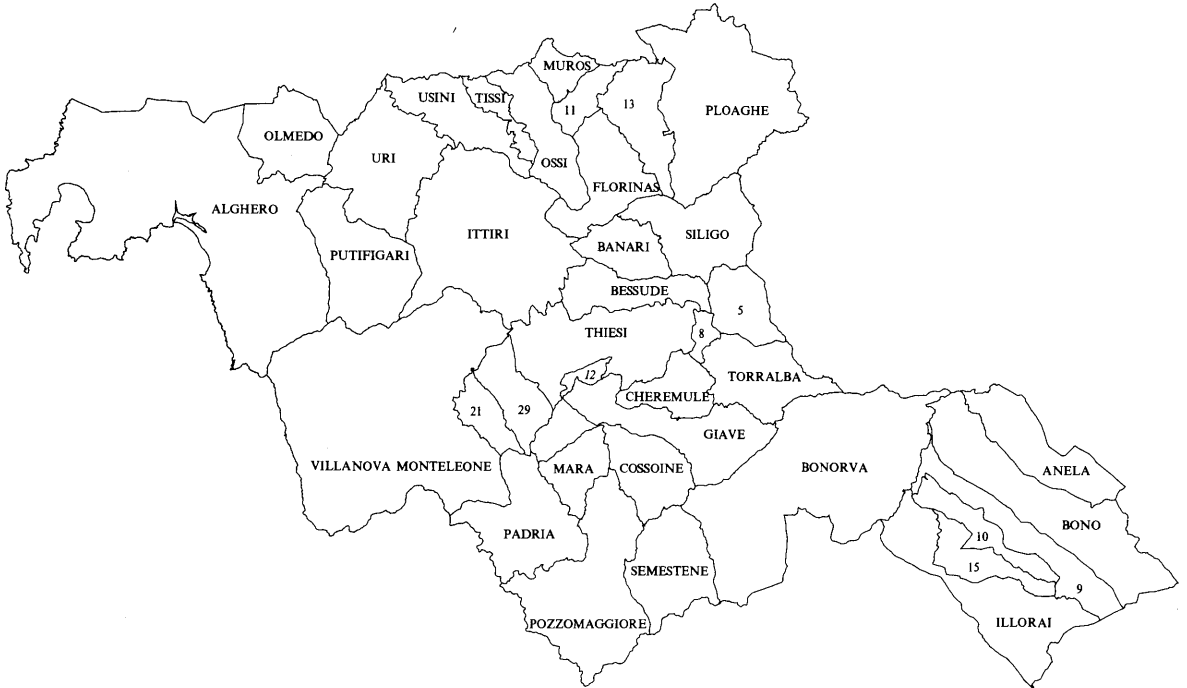 MUROS
USINI
TISSI
11
13
PLOAGHE
OLMEDO
URI
OSSI
FLORINAS
ALGHERO
ITTIRI
SILIGO
BANARI
PUTIFIGARI
BESSUDE
5
THIESI
8
12
TORRALBA
CHEREMULE
21
29
GIAVE
VILLANOVA MONTELEONE
MARA
COSSOINE
BONORVA
ANELA
BONO
PADRIA
10
SEMESTENE
15
9
POZZOMAGGIORE
ILLORAI